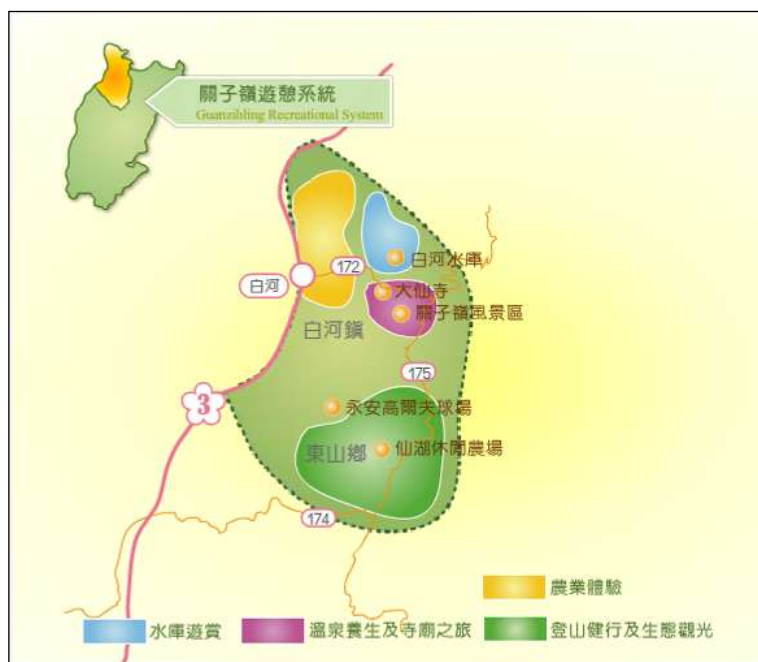 關子嶺遊憩系統
Guanzihling Recreational System
172
白河水庫
白河
大仙寺
關子嶺風景區
白河鎮
175
3
永安高爾夫球場
東山鄉
仙湖休閒農場
174
農業體驗
水庫遊賞
溫泉養生及寺廟之旅
登山健行及生態觀光